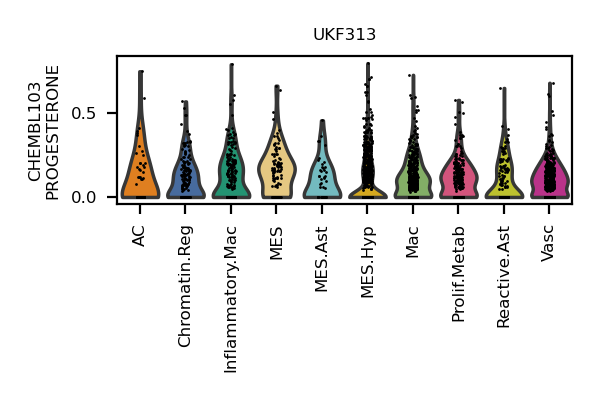 UKF313
CHEMBL103
PROGESTERONE
0.5
0.0
AC
Chromatin.Reg
Inflammatory.Mac
MES
MES.Ast
MES.Hyp
Mac
Prolif.Metab
Reactive.Ast
Vasc